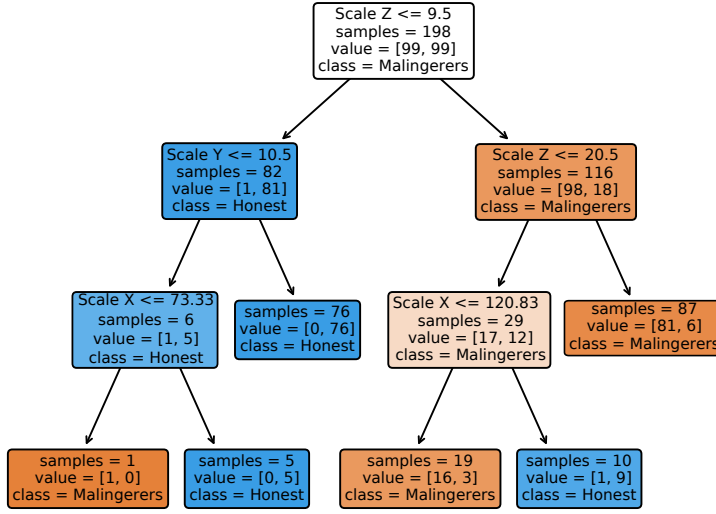 Scale Z <= 9.5
samples = 198
value = [99, 99]
class = Malingerers
Scale Y <= 10.5
samples = 82
value = [1, 81]
class = Honest
Scale Z <= 20.5
samples = 116
value = [98, 18]
class = Malingerers
Scale X <= 73.33
samples = 6
value = [1, 5]
class = Honest
samples = 76
value = [0, 76]
class = Honest
Scale X <= 120.83
samples = 29
value = [17, 12]
class = Malingerers
samples = 87
value = [81, 6]
class = Malingerers
samples = 1
value = [1, 0]
class = Malingerers
samples = 5
value = [0, 5]
class = Honest
samples = 19
value = [16, 3]
class = Malingerers
samples = 10
value = [1, 9]
class = Honest